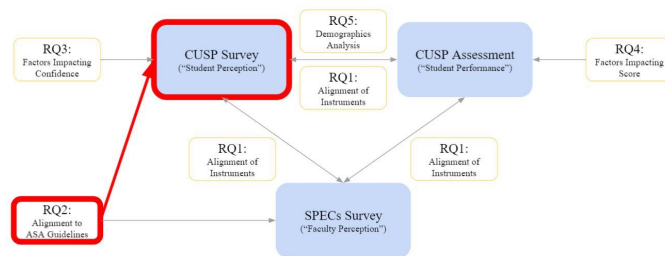 RQ3:
Factors Impacting
Confidence
CUSP Survey
("Student Perception")
RQ5:
Demographics
Analysis
RQ1:
Alignment of
Instruments
CUSP Assessment
("Student Performance")
RQ4:
Factors Impacting
Score
RQ1:
Alignment of
Instruments
RQ1:
Alignment of
Instruments
RQ2:
Alignment to
ASA Guidelines
SPECs Survey
("Faculty Perception")